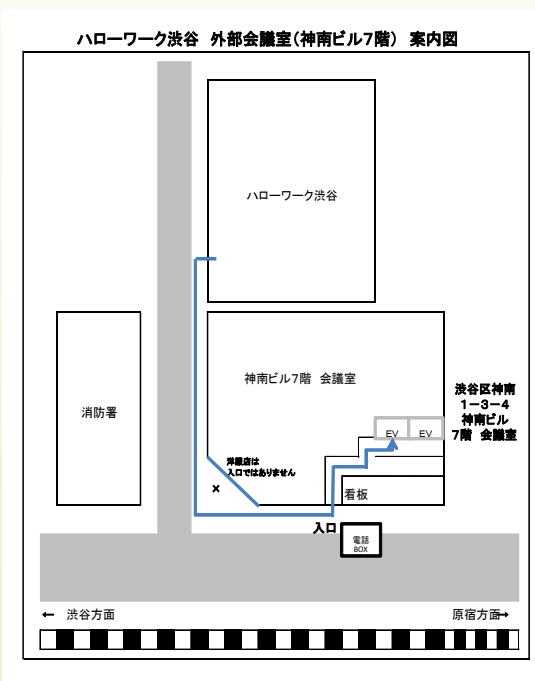 ハローワーク渋谷 外部会議室(神南ビル7階) 案内図
ハローワーク渋谷
神南ビル7階 会議室
消防署
渋谷区神南
1-3-4
神南ビル
7階 会議室
EV
EV
洋服店は
入口ではありません
×
看板
入口
電話
BOX
← 渋谷方面
原宿方面→